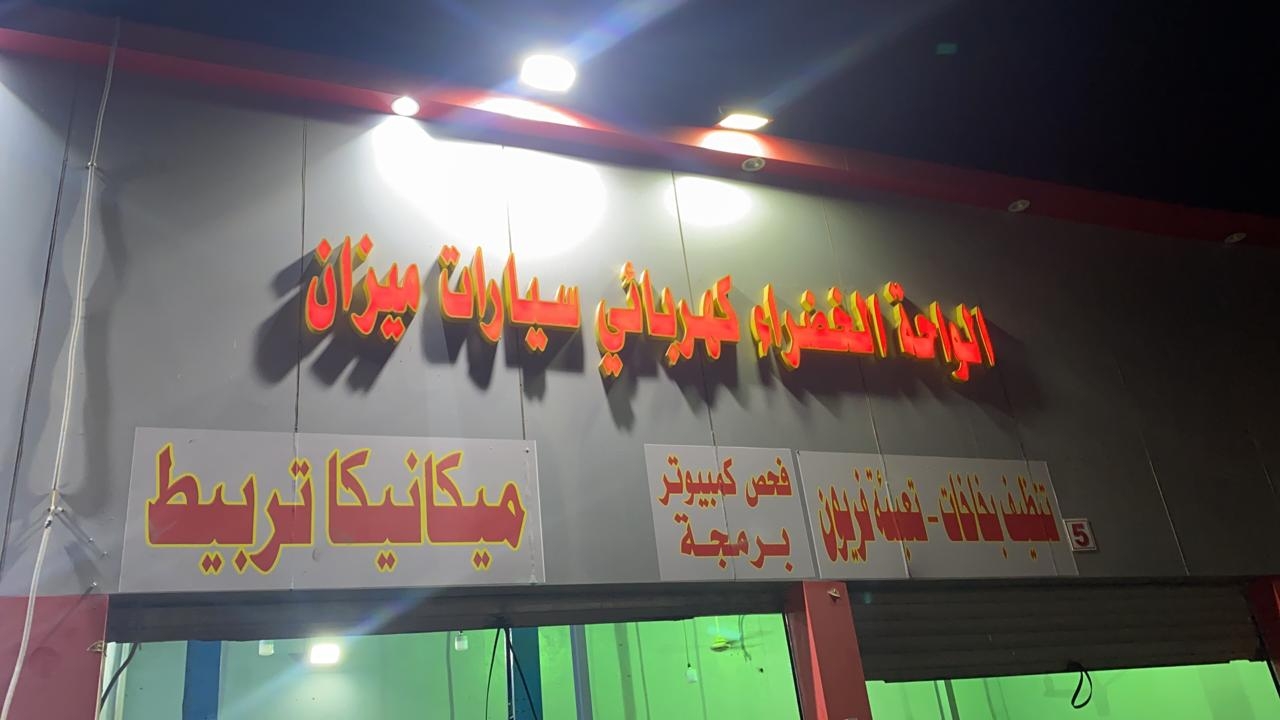 الواحة الخضراء كهربائي سيارات ميزان
تنظيف بخاخات - تعبئة فريون
فحص كمبيوتر
برمجة
ميكانيكا تربيط
5